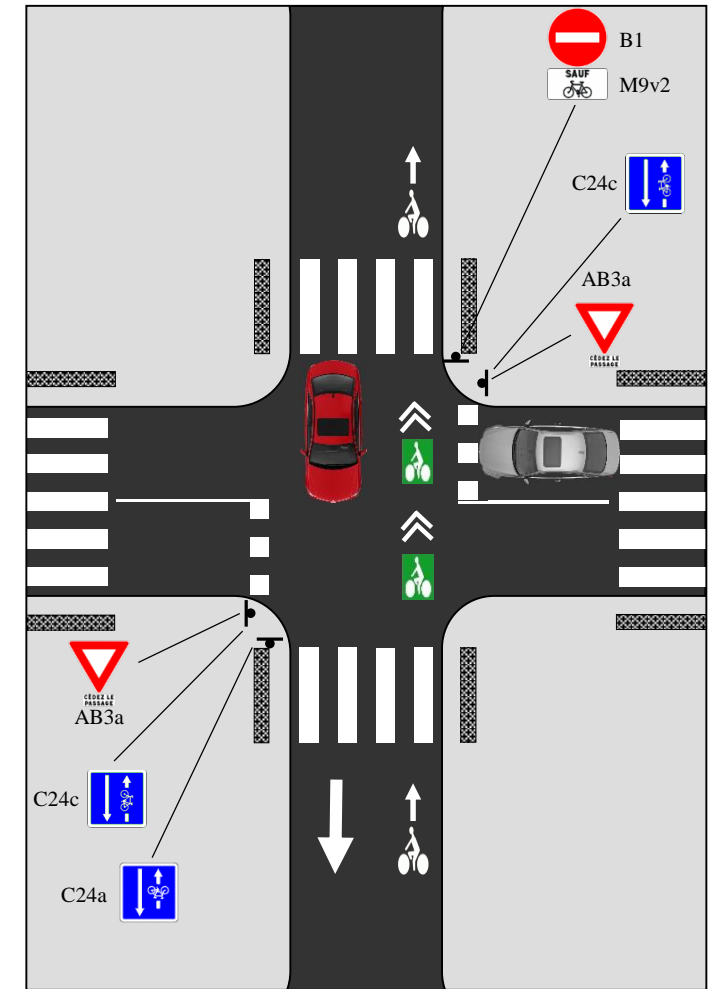 B1
SAUF
M9v2
C24c
AB3a
CÉDEZ LE
PASSAGE
CÉDEZ LE
PASSAGE
AB3a
C24c
C24a